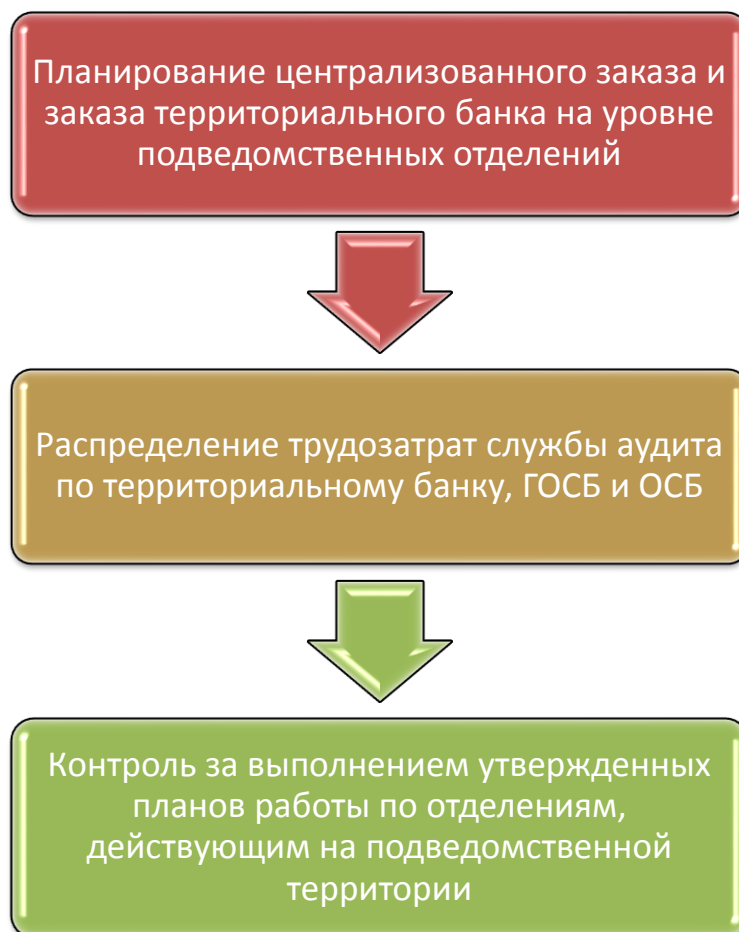 Планирование централизованного заказа и
заказа территориального банка на уровне
подведомственных отделений
Распределение трудозатрат службы аудита
по территориальному банку, ГОСБ и ОСБ
Контроль за выполнением утвержденных
планов работы по отделениям,
действующим на подведомственной
территории